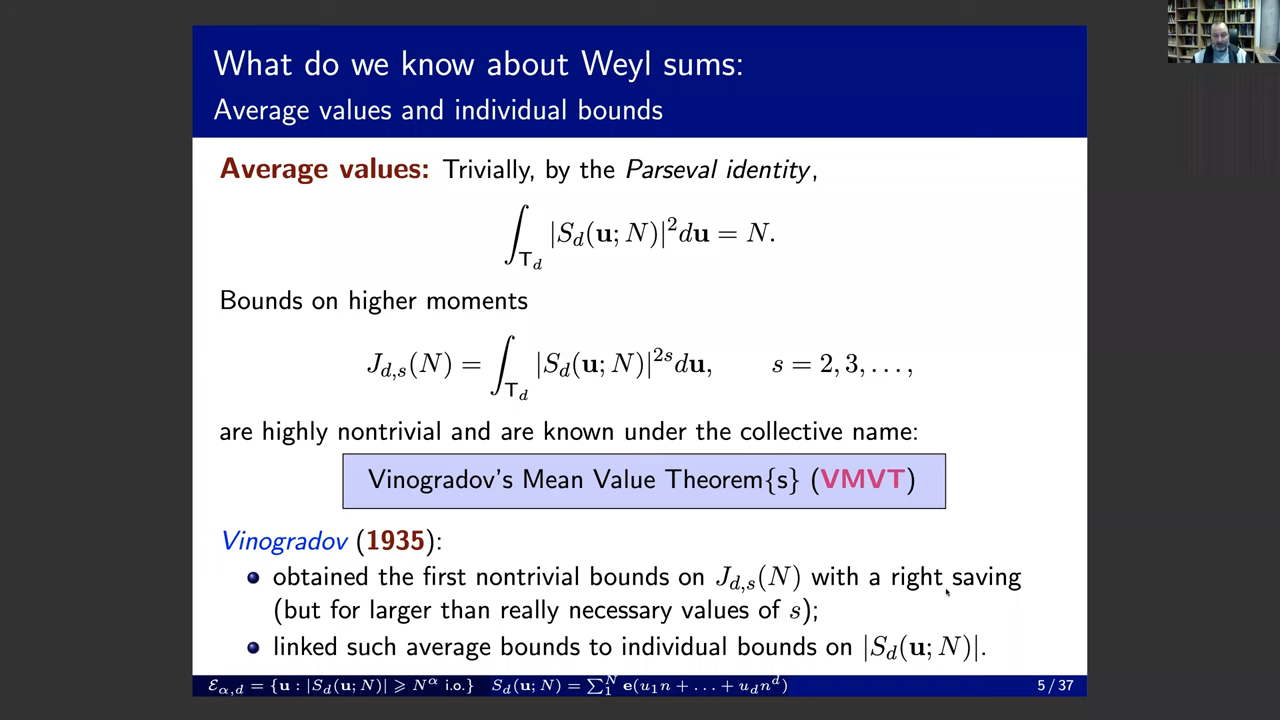 What do we know about Weyl sums:
Average values and individual bounds
Average values: Trivially, by the Parseval identity,
∫_{T_d} |S_d(u; N)|²du = N.
Bounds on higher moments
J_{d,s}(N) = ∫_{T_d} |S_d(u; N)|^{2s}du, s = 2, 3, . . . ,
are highly nontrivial and are known under the collective name:
Vinogradov's Mean Value Theorem{s} (VMVT)
Vinogradov (1935):
obtained the first nontrivial bounds on J_{d,s}(N) with a right saving
(but for larger than really necessary values of s);
linked such average bounds to individual bounds on |S_d(u; N)|.
ℰ_{α,d} = {u : |S_d(u; N)| ⩾ N^α i.o.} S_d(u; N) = ∑_1^N e(u_1n + . . . + u_dn^d) 5 / 37